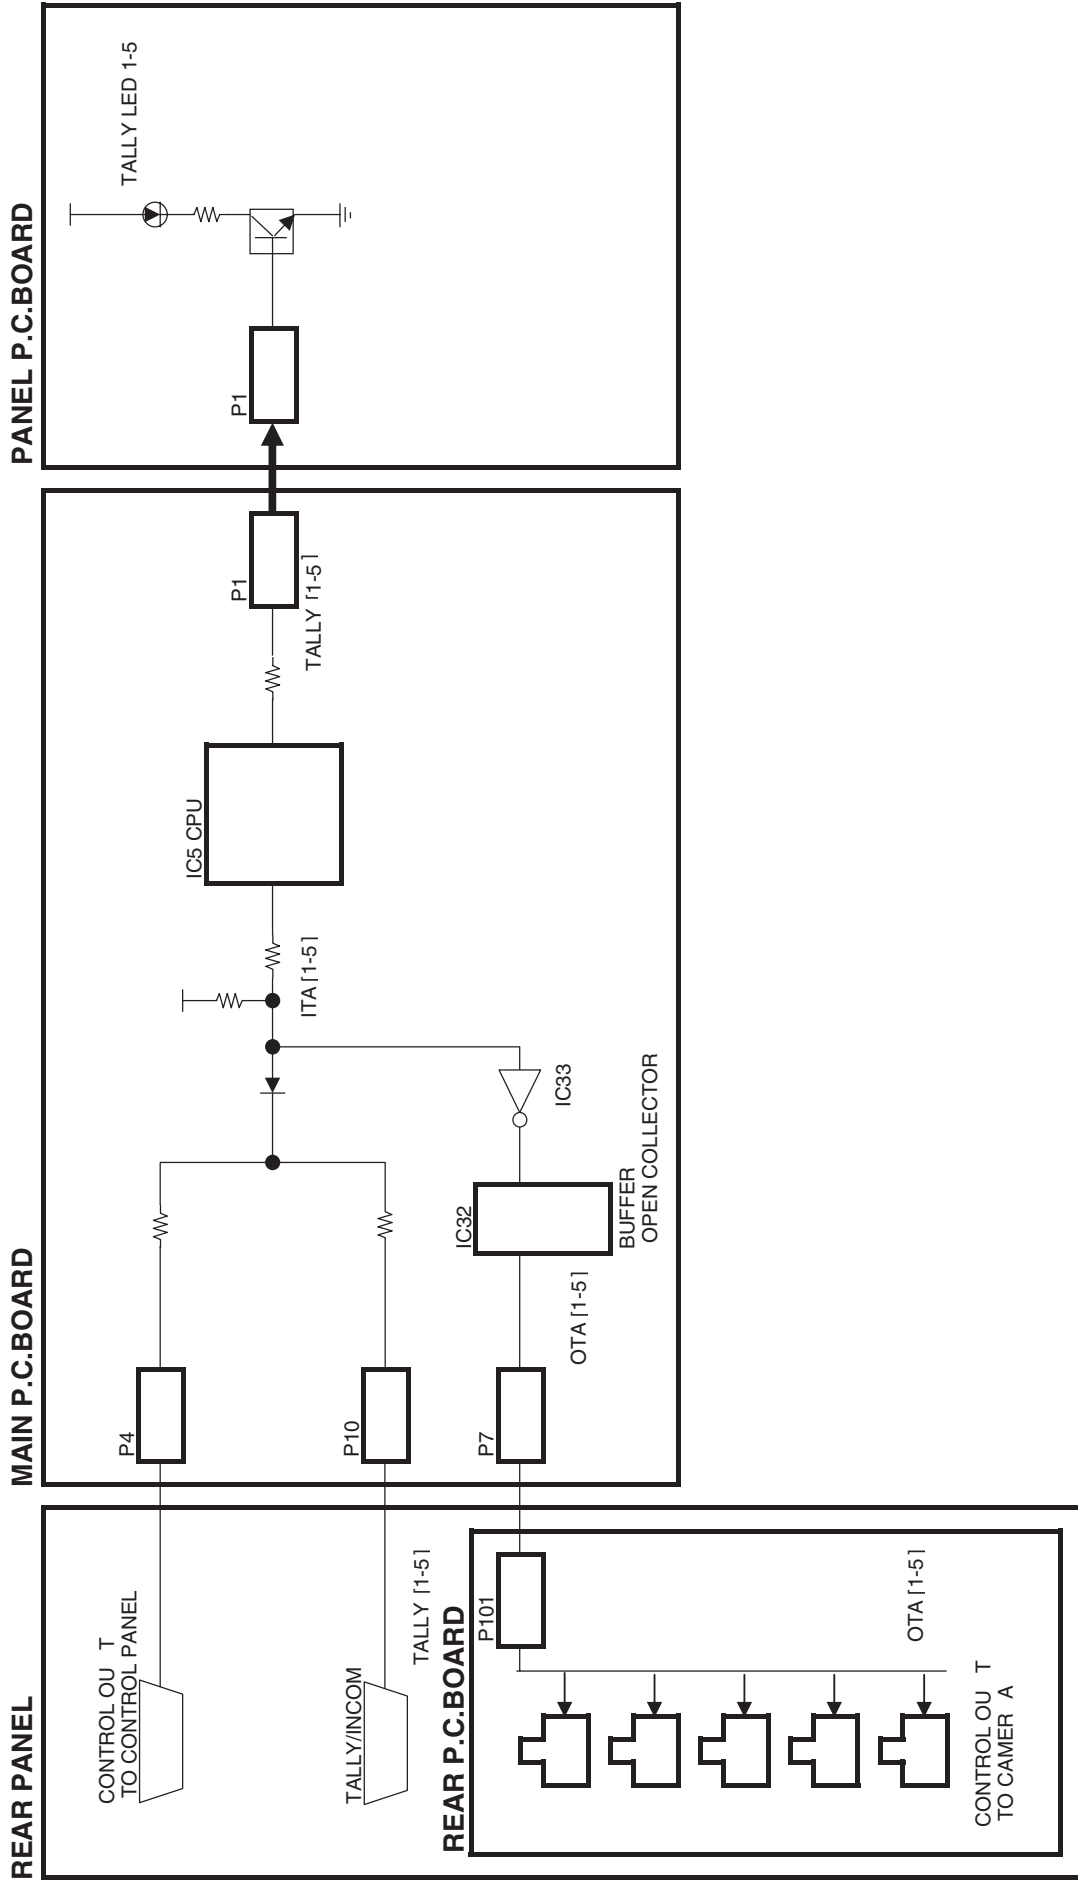 REAR PANEL
CONTROL OU T
TO CONTROL PANEL
TALLY/INCOM
TALLY [1-5]
REAR P.C.BOARD
P101
OTA [1-5]
CONTROL OU T
TO CAMER A
MAIN P.C.BOARD
P4
P10
P7
OTA [1-5]
IC32
BUFFER
OPEN COLLECTOR
IC33
ITA [1-5]
IC5 CPU
P1
TALLY [1-5]
PANEL P.C.BOARD
P1
TALLY LED 1-5